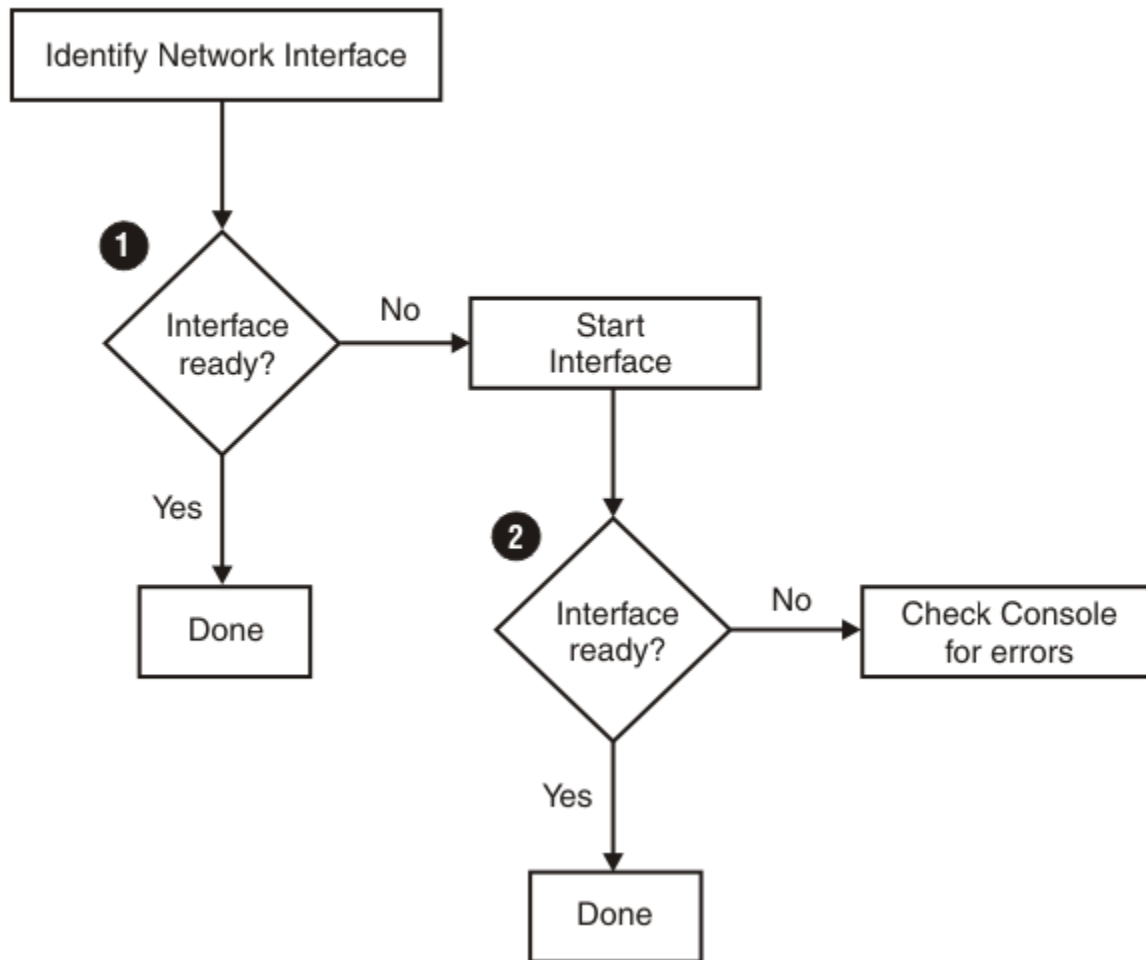 Identify Network Interface
1
Interface
ready?
No
Start
Interface
Yes
Done
2
Interface
ready?
No
Check Console
for errors
Yes
Done